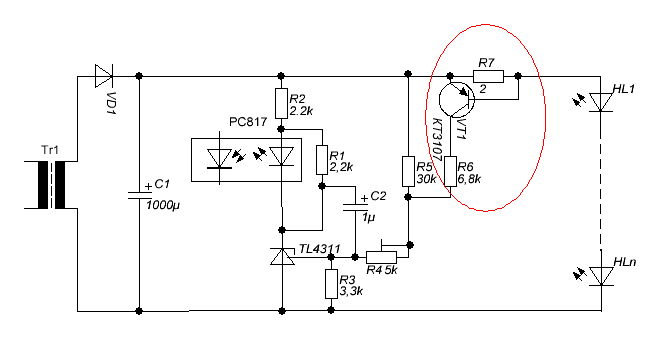 R7
2
HL1
VD1
R2
2.2k
PC817
VT1
KT3107
Tr1
R1
2,2k
R5
30k
R6
6,8k
+ C1
1000µ
+ C2
1µ
TL4311
R4 5k
HLn
R3
3,3k